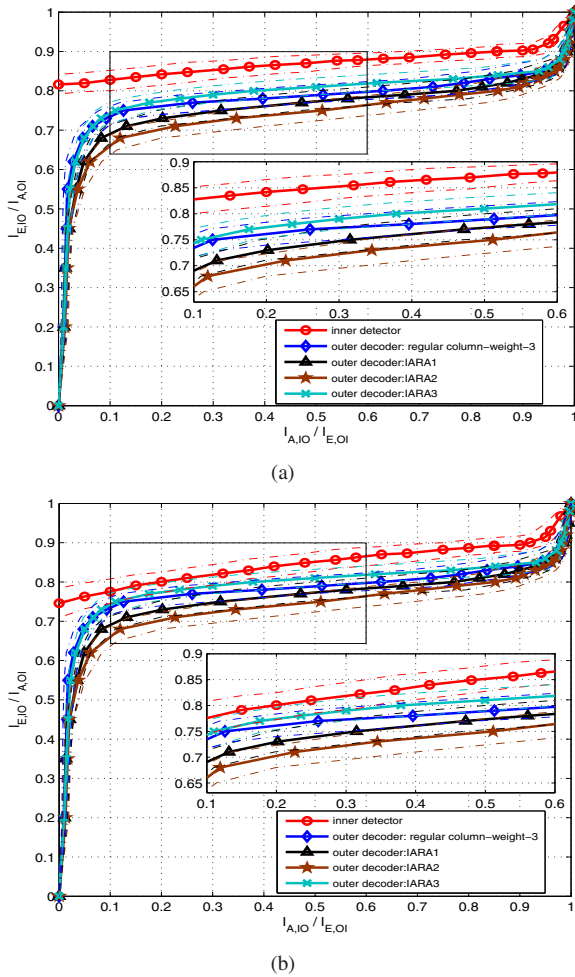 1
0.9
0.8
0.7
0.6
0.5
0.4
0.3
0.2
0.1
0
I_E,IO / I_A,OI
0.9
0.85
0.8
0.75
0.7
0.65
0.1 0.2 0.3 0.4 0.5 0.6
inner detector
outer decoder: regular column-weight-3
outer decoder:IARA1
outer decoder:IARA2
outer decoder:IARA3
0 0.1 0.2 0.3 0.4 0.5 0.6 0.7 0.8 0.9 1
I_A,IO / I_E,OI
(a)
1
0.9
0.8
0.7
0.6
0.5
0.4
0.3
0.2
0.1
0
I_E,IO / I_A,OI
0.9
0.85
0.8
0.75
0.7
0.65
0.1 0.2 0.3 0.4 0.5 0.6
inner detector
outer decoder: regular column-weight-3
outer decoder:IARA1
outer decoder:IARA2
outer decoder:IARA3
0 0.1 0.2 0.3 0.4 0.5 0.6 0.7 0.8 0.9 1
I_A,IO / I_E,OI
(b)